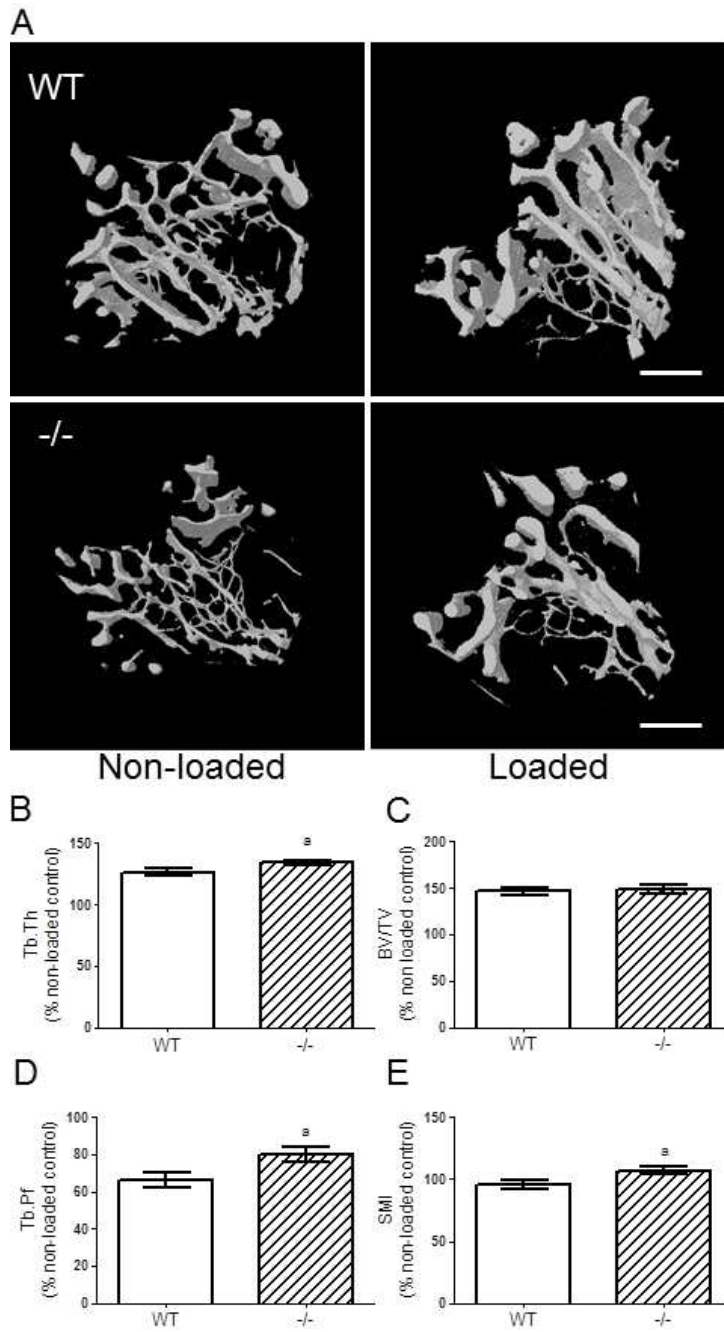 A
WT
-/-
Non-loaded Loaded
B
Tb.Th
(% non-loaded control)
150
100
50
0
a
WT -/-
C
BV/TV
(% non loaded control)
200
150
100
50
0
WT -/-
D
Tb.Pf
(% non-loaded control)
100
80
60
40
20
0
a
WT -/-
E
SMI
(% non-loaded control)
150
100
50
0
a
WT -/-